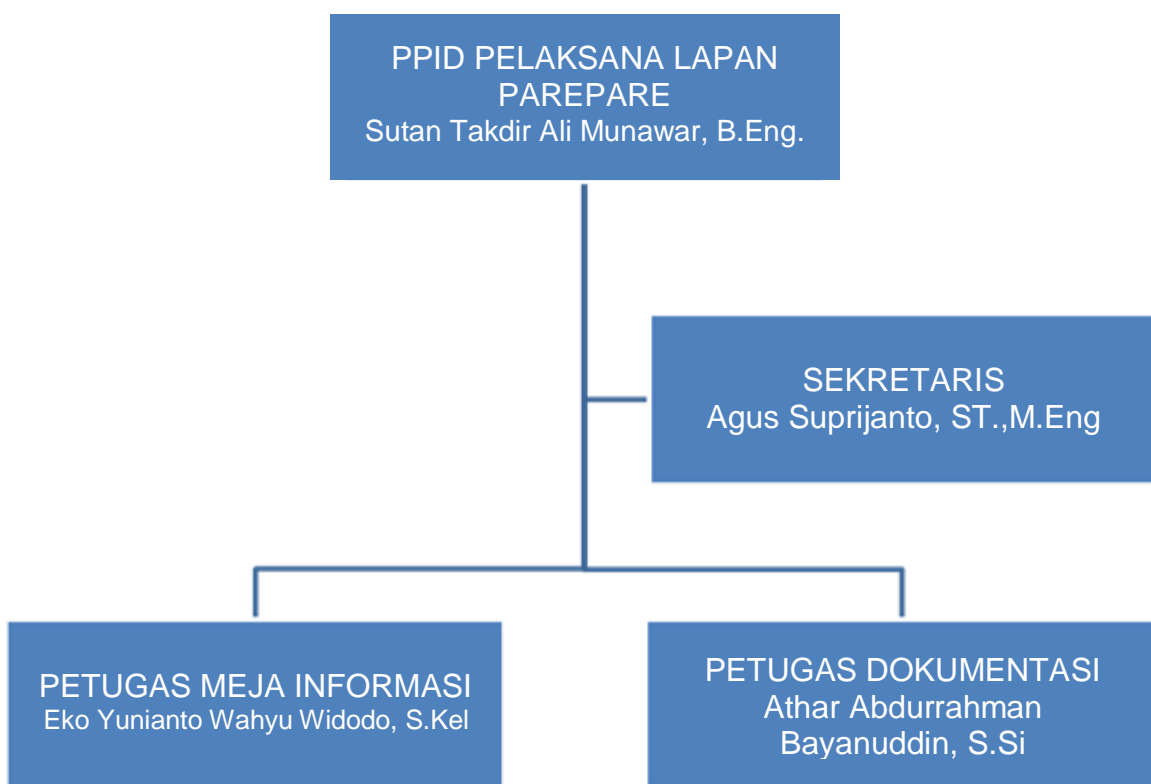 PPID PELAKSANA LAPAN
PAREPARE
Sutan Takdir Ali Munawar, B.Eng.
SEKRETARIS
Agus Suprijanto, ST.,M.Eng
PETUGAS MEJA INFORMASI
Eko Yunianto Wahyu Widodo, S.Kel
PETUGAS DOKUMENTASI
Athar Abdurrahman
Bayanuddin, S.Si